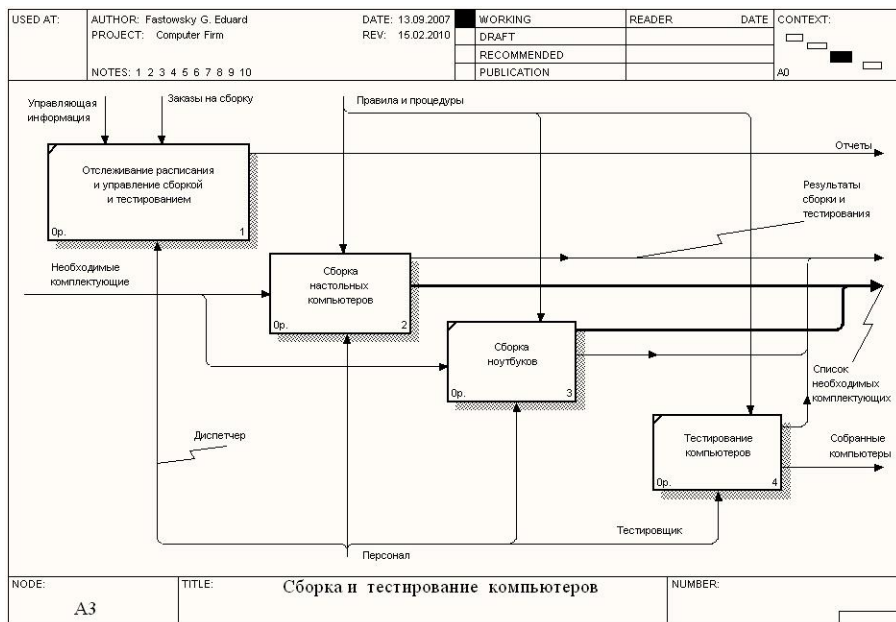 USED AT:
AUTHOR: Fastowsky G. Eduard
DATE: 13.09.2007
PROJECT: Computer Firm
REV: 15.02.2010
NOTES: 1 2 3 4 5 6 7 8 9 10
WORKING
DRAFT
RECOMMENDED
PUBLICATION
READER
DATE
CONTEXT:
A0
Управляющая
информация
Заказы на сборку
Правила и процедуры
Отслеживание расписания
и управление сборкой
и тестированием
0р.
1
Отчеты
Результаты
сборки и
тестирования
Необходимые
комплектующие
Сборка
настольных
компьютеров
0р.
2
Сборка
ноутбуков
0р.
3
Список
необходимых
комплектующих
Диспетчер
Тестирование
компьютеров
0р.
4
Собранные
компьютеры
Тестировщик
Персонал
NODE:
A3
TITLE:
Сборка и тестирование компьютеров
NUMBER: